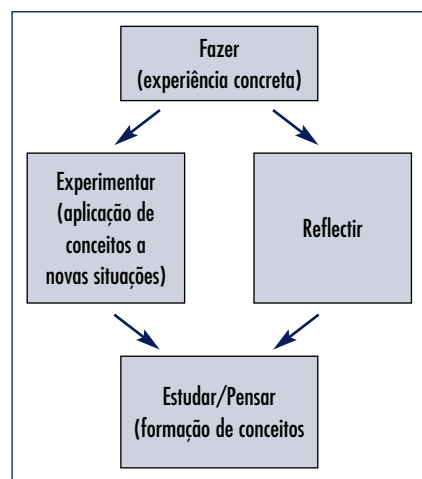 Fazer
(experiência concreta)
Experimentar
(aplicação de
conceitos a
novas situações)
Reflectir
Estudar/Pensar
(formação de conceitos